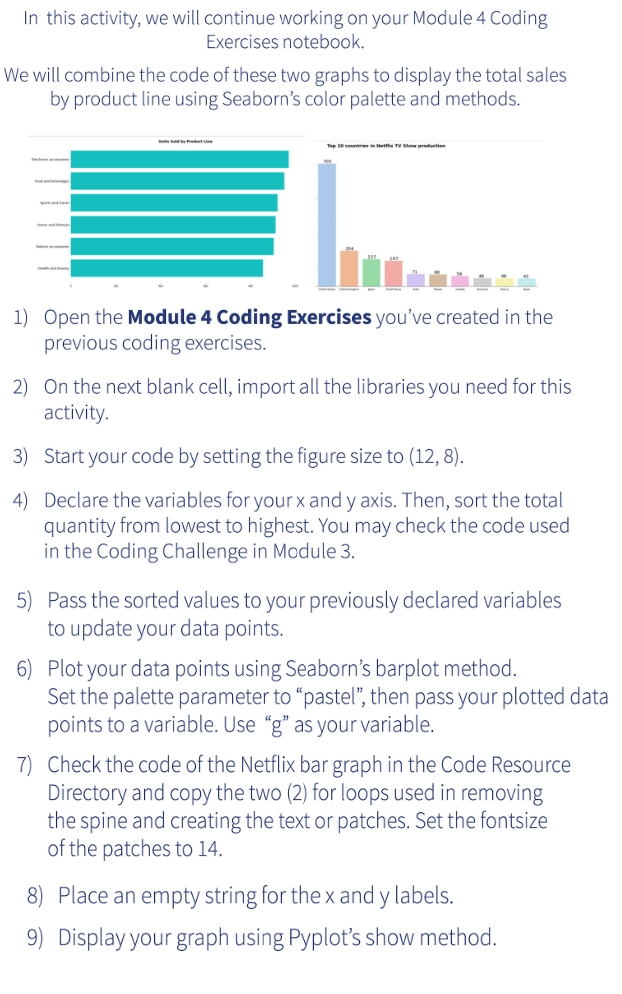 In this activity, we will continue working on your Module 4 Coding
Exercises notebook.
We will combine the code of these two graphs to display the total sales
by product line using Seaborn's color palette and methods.
Units Sold by Product Line
Top 10 countries in Netflix TV Show production
Electronic accessories
Food and beverages
Sports and travel
Home and lifestyle
Fashion accessories
Health and beauty
204
157
147
71
1) Open the Module 4 Coding Exercises you've created in the
previous coding exercises.
2) On the next blank cell, import all the libraries you need for this
activity.
3) Start your code by setting the figure size to (12, 8).
4) Declare the variables for your x and y axis. Then, sort the total
quantity from lowest to highest. You may check the code used
in the Coding Challenge in Module 3.
5) Pass the sorted values to your previously declared variables
to update your data points.
6) Plot your data points using Seaborn's barplot method.
Set the palette parameter to “pastel”, then pass your plotted data
points to a variable. Use “g” as your variable.
7) Check the code of the Netflix bar graph in the Code Resource
Directory and copy the two (2) for loops used in removing
the spine and creating the text or patches. Set the fontsize
of the patches to 14.
8) Place an empty string for the x and y labels.
9) Display your graph using Pyplot's show method.